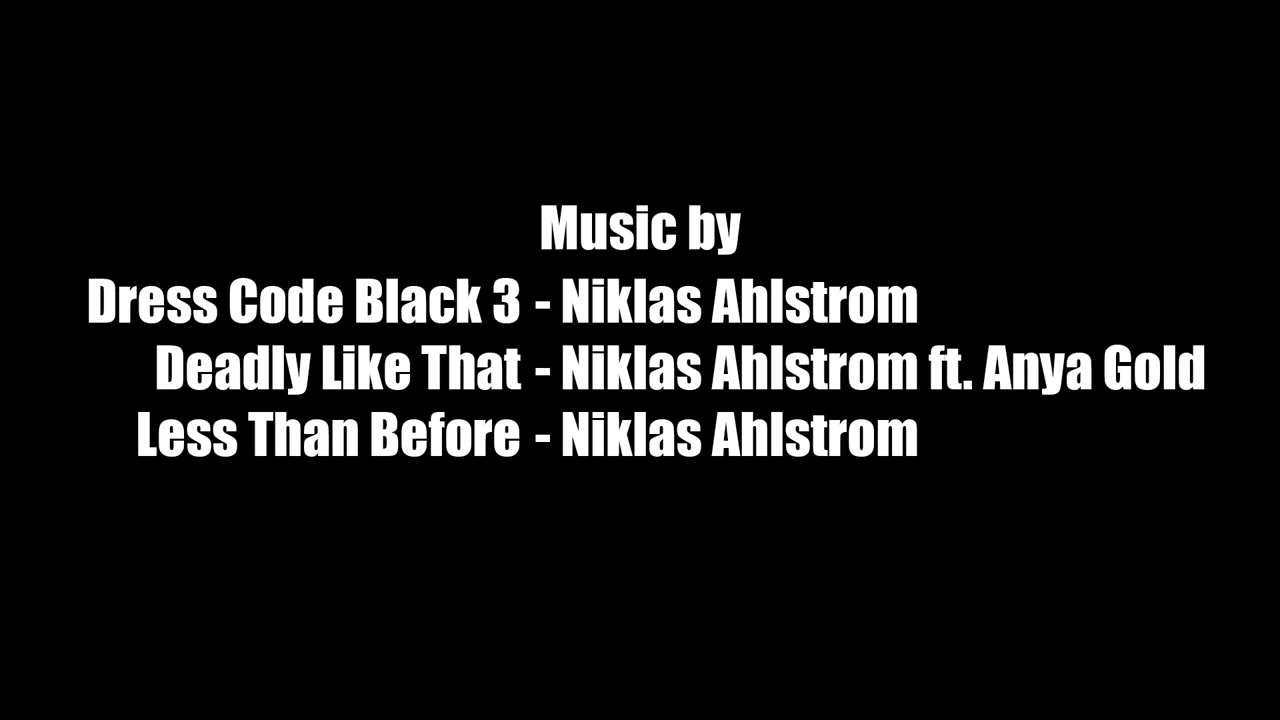 Music by
Dress Code Black 3 - Niklas Ahlstrom
Deadly Like That - Niklas Ahlstrom ft. Anya Gold
Less Than Before - Niklas Ahlstrom